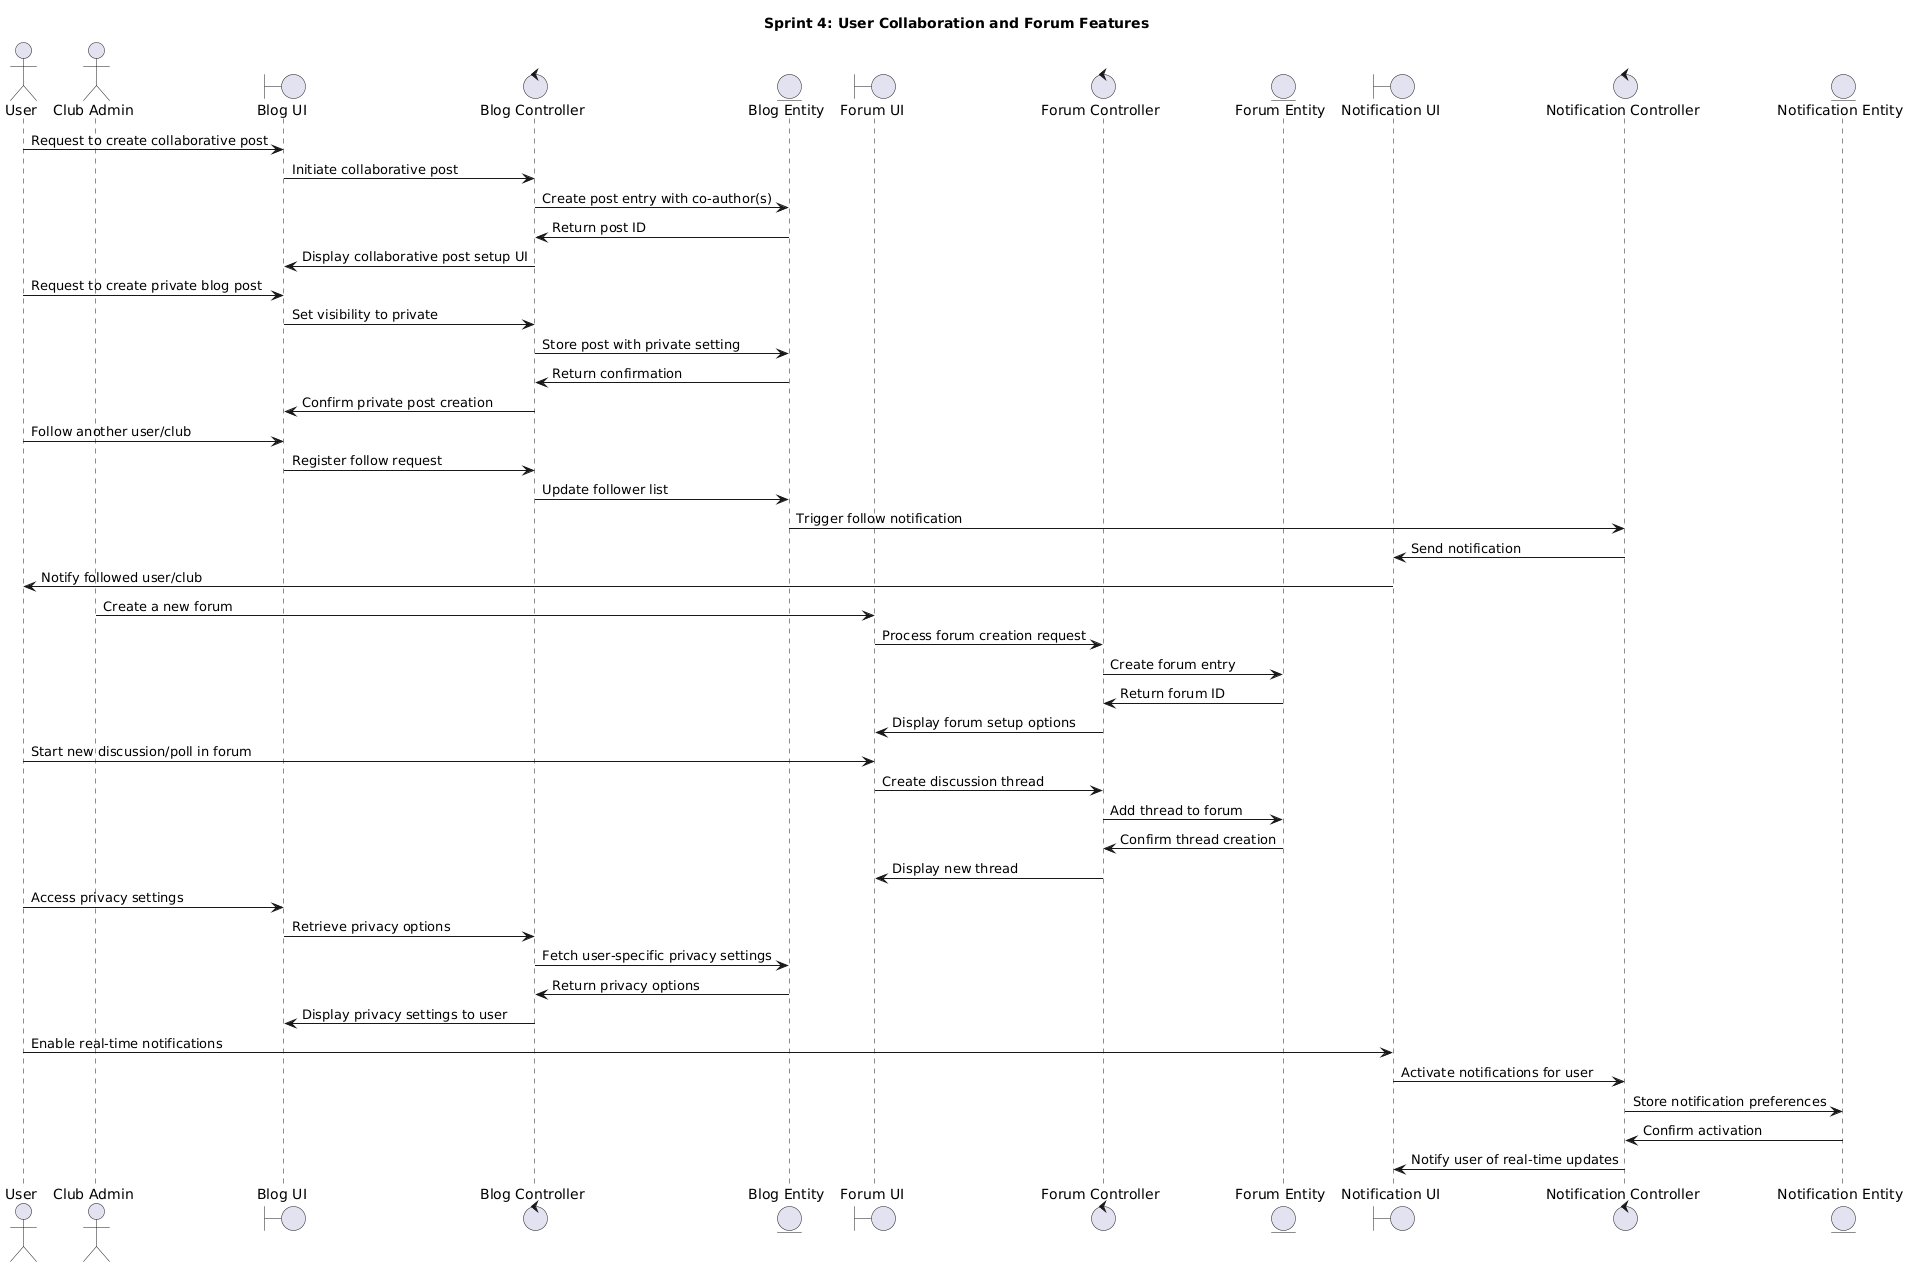 Sprint 4: User Collaboration and Forum Features
User Club Admin Blog UI Blog Controller Blog Entity Forum UI Forum Controller Forum Entity Notification UI Notification Controller Notification Entity
Request to create collaborative post
Initiate collaborative post
Create post entry with co-author(s)
Return post ID
Display collaborative post setup UI
Request to create private blog post
Set visibility to private
Store post with private setting
Return confirmation
Confirm private post creation
Follow another user/club
Register follow request
Update follower list
Trigger follow notification
Send notification
Notify followed user/club
Create a new forum
Process forum creation request
Create forum entry
Return forum ID
Display forum setup options
Start new discussion/poll in forum
Create discussion thread
Add thread to forum
Confirm thread creation
Display new thread
Access privacy settings
Retrieve privacy options
Fetch user-specific privacy settings
Return privacy options
Display privacy settings to user
Enable real-time notifications
Activate notifications for user
Store notification preferences
Confirm activation
Notify user of real-time updates
User Club Admin Blog UI Blog Controller Blog Entity Forum UI Forum Controller Forum Entity Notification UI Notification Controller Notification Entity